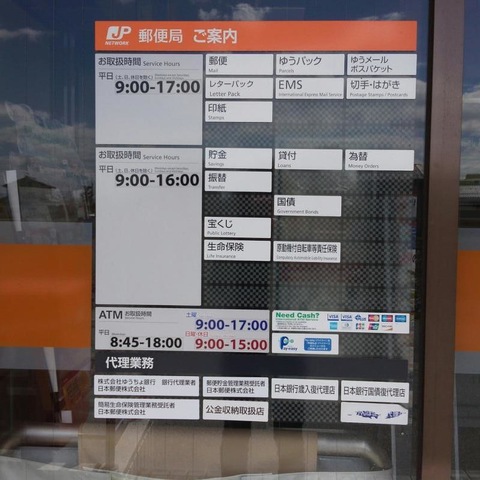 JP
NETWORK
郵便局 ご案内
お取扱時間 Service Hours
平日
9:00-17:00
郵便
Mail
ゆうパック
Parcels
ゆうメール
ポスパケット
レターパック
Letter Pack
EMS
International Express Mail Service
切手・はがき
Postage Stamps / Postcards
印紙
Stamps
お取扱時間 Service Hours
平日
9:00-16:00
貯金
Savings
貸付
Loans
為替
Money Orders
振替
Transfer
国債
Government Bonds
宝くじ
Public Lottery
生命保険
Life Insurance
原動機付自転車等責任保険
ATM お取扱時間
平日
8:45-18:00
土曜
9:00-17:00
日曜・休日
9:00-15:00
Need Cash?
VISA
Pay-easy
代理業務
株式会社ゆうちょ銀行 銀行代理業者
日本郵便株式会社
郵便貯金管理業務受託者
日本郵便株式会社
日本銀行歳入復代理店
日本銀行国債復代理店
簡易生命保険管理業務受託者
日本郵便株式会社
公金収納取扱店